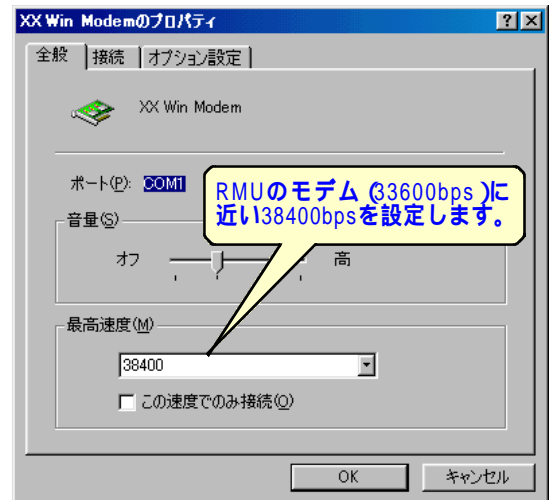 XX Win Modemのプロパティ
全般 接続 オプション設定
XX Win Modem
ポート(P): COM1
RMUのモデム(33600bps)に
近い38400bpsを設定します。
音量(S)
オフ 高
最高速度(M)
38400
この速度でのみ接続(O)
OK キャンセル